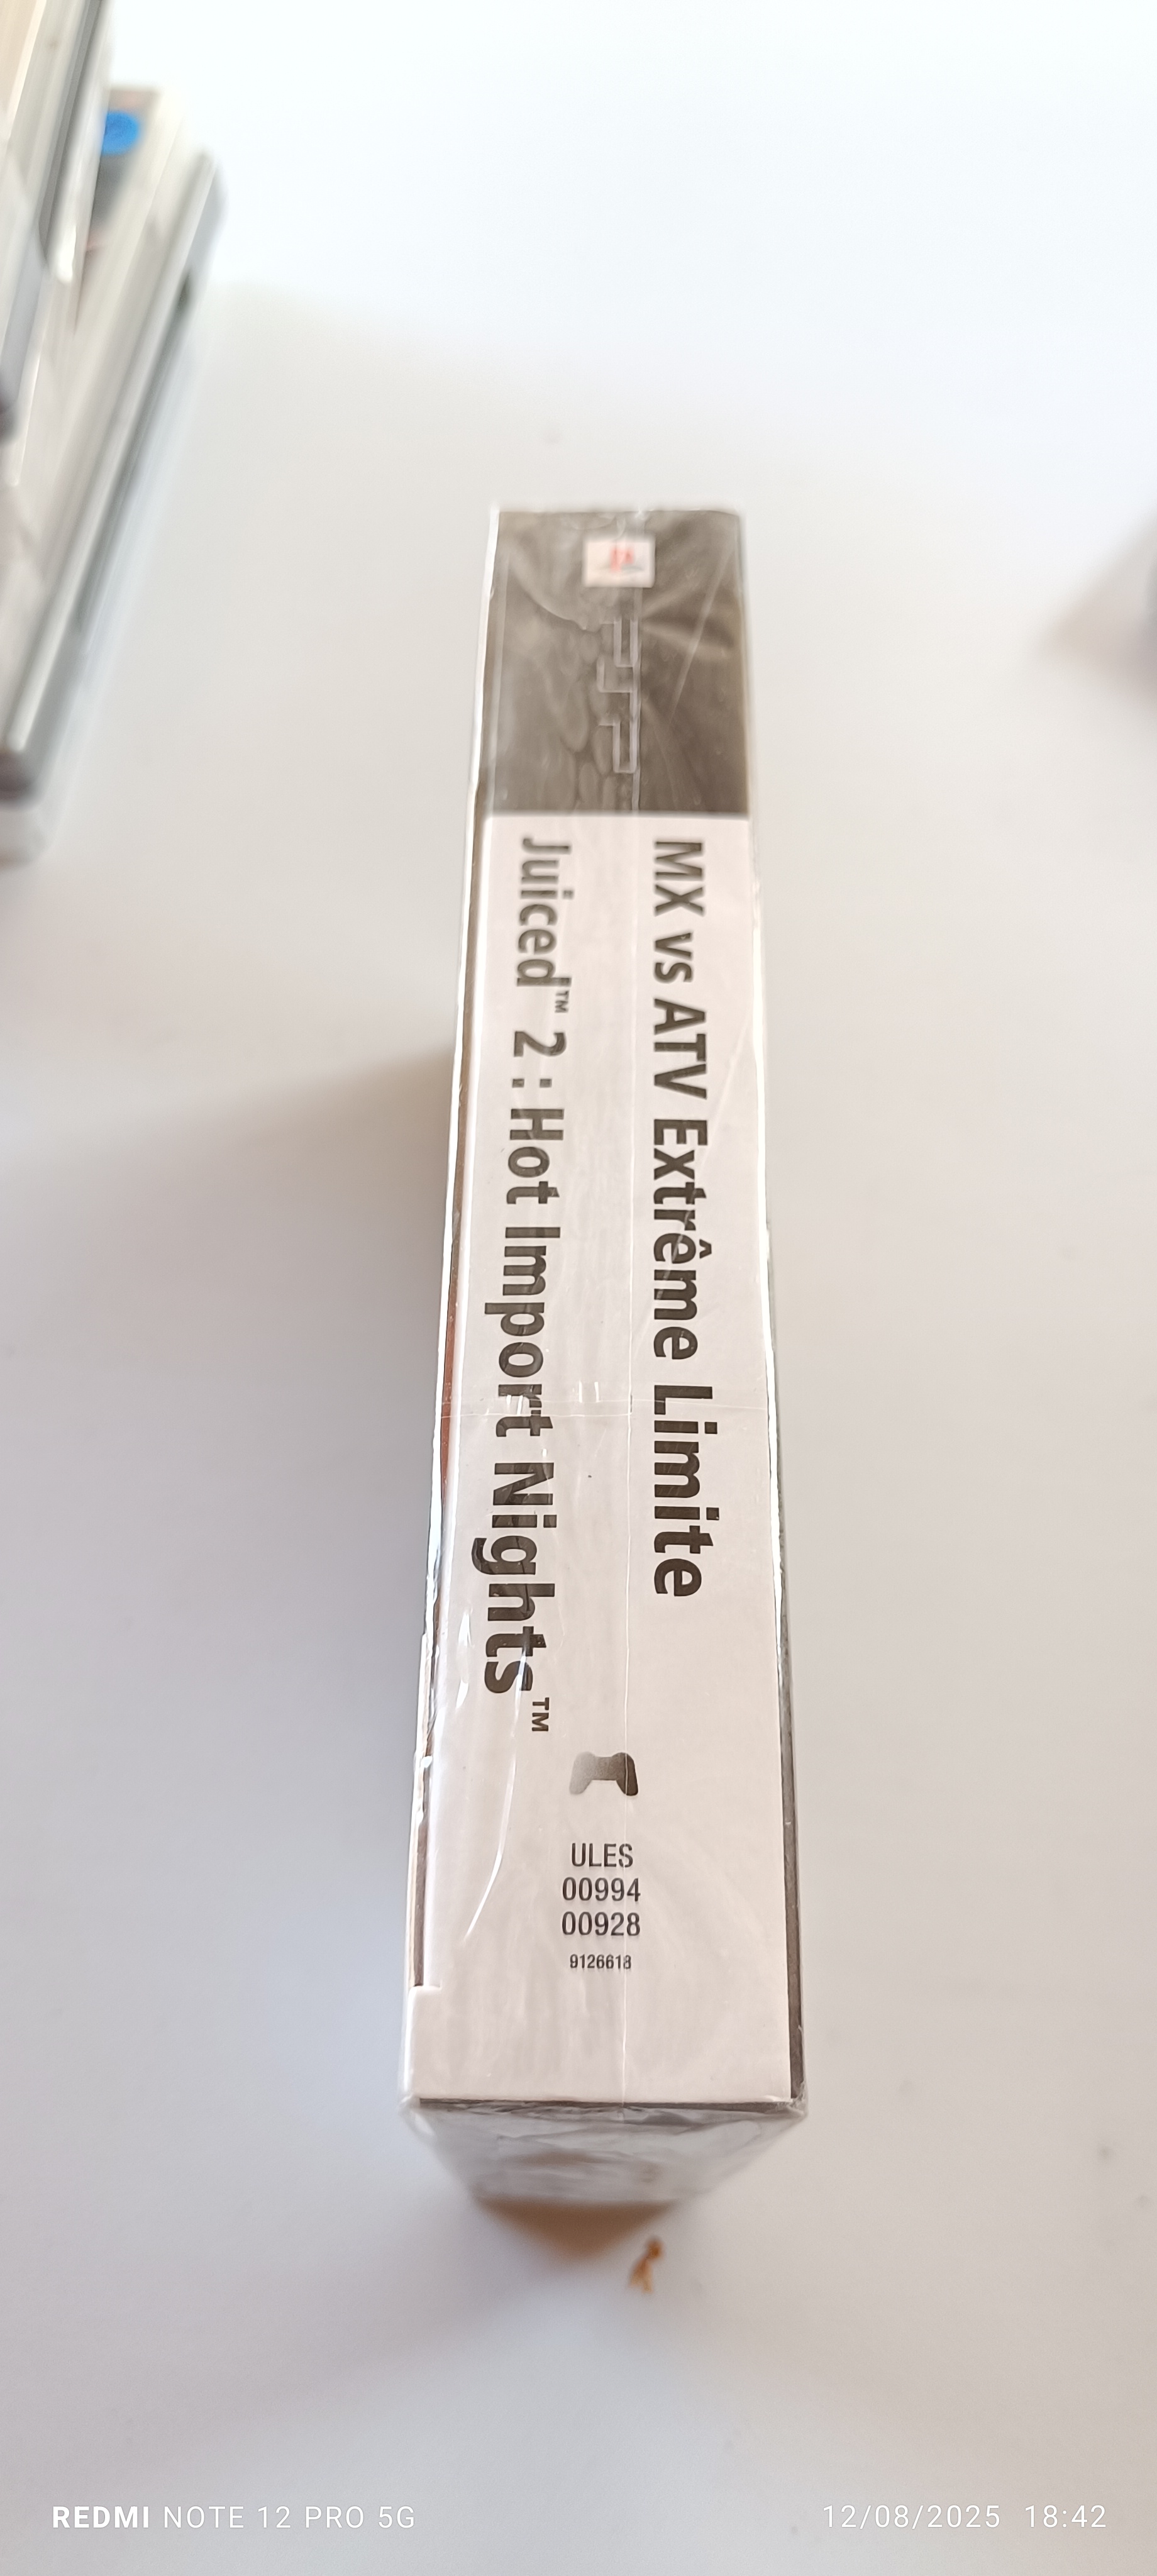 PSP
MX vs ATV Extrême Limite
Juiced™ 2 : Hot Import Nights™
ULES
00994
00928
9126618
REDMI NOTE 12 PRO 5G
12/08/2025 18:42